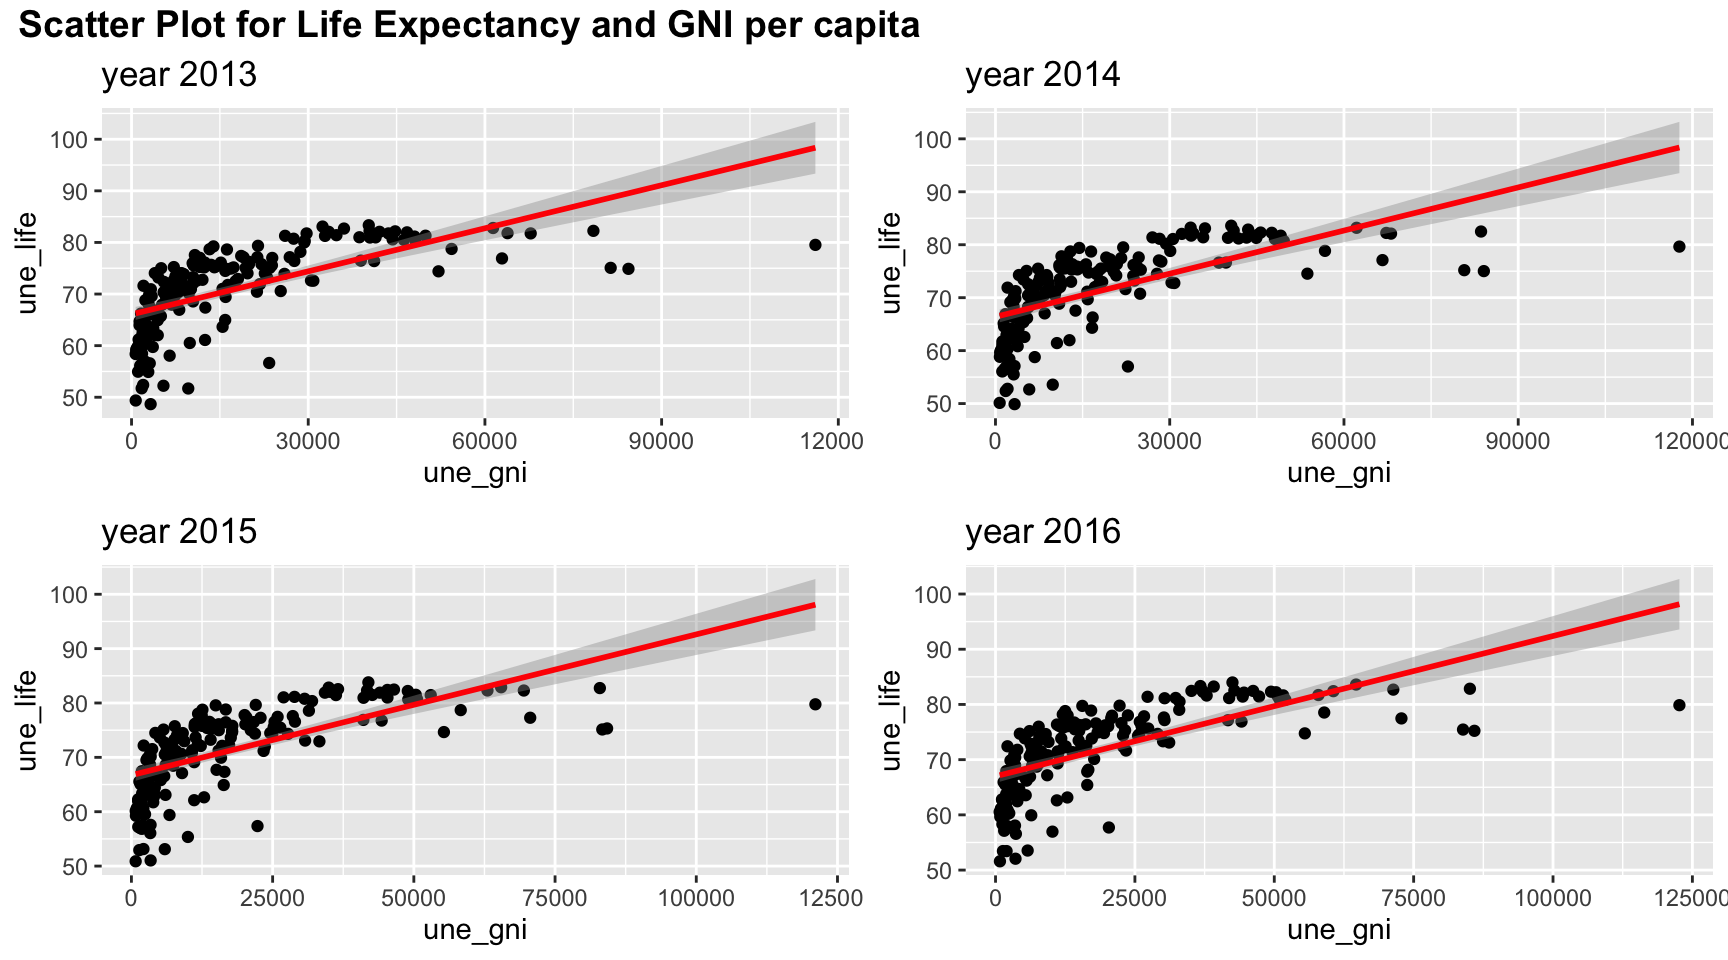 Scatter Plot for Life Expectancy and GNI per capita
year 2013
100
90
80
70
60
50
une_life
0 30000 60000 90000 12000
une_gni
year 2014
100
90
80
70
60
50
une_life
0 30000 60000 90000 120000
une_gni
year 2015
100
90
80
70
60
50
une_life
0 25000 50000 75000 100000 12500
une_gni
year 2016
100
90
80
70
60
50
une_life
0 25000 50000 75000 100000 125000
une_gni